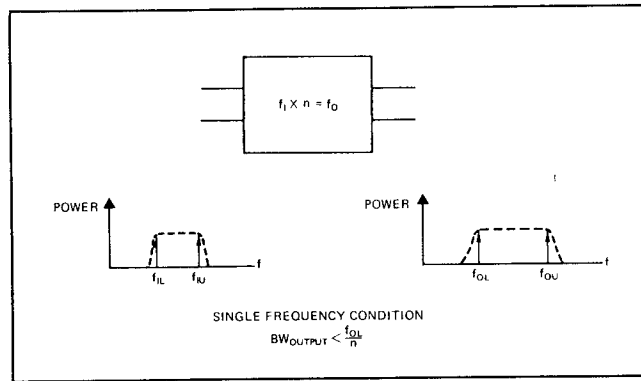 f_I X n = f_O
POWER
f_IL
f_IU
f
POWER
f_OL
f_OU
f
SINGLE FREQUENCY CONDITION
BW_OUTPUT < f_OL/n